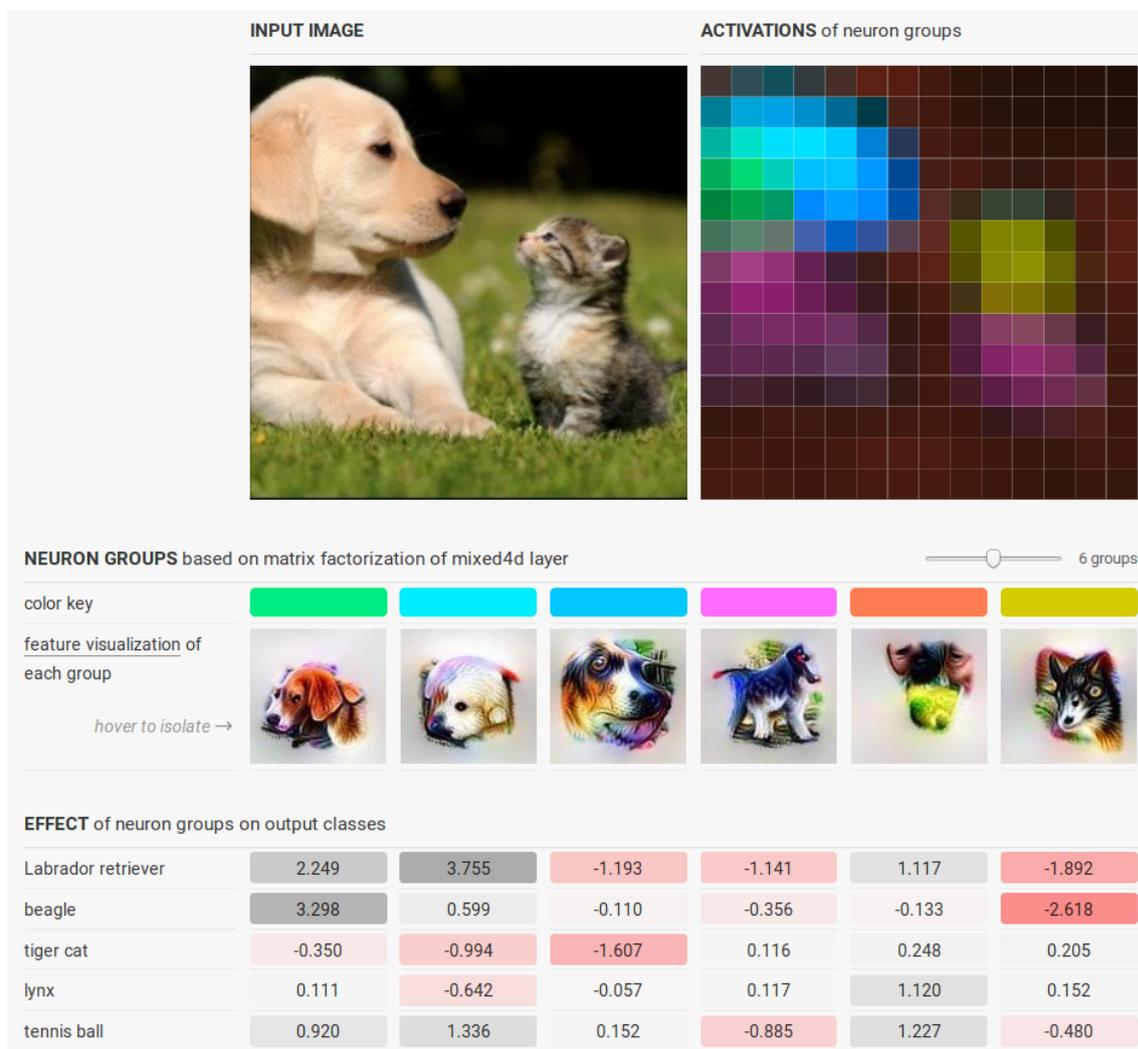 INPUT IMAGE
ACTIVATIONS of neuron groups
NEURON GROUPS based on matrix factorization of mixed4d layer
6 groups
color key
feature visualization of
each group
hover to isolate →
EFFECT of neuron groups on output classes
Labrador retriever 2.249 3.755 -1.193 -1.141 1.117 -1.892
beagle 3.298 0.599 -0.110 -0.356 -0.133 -2.618
tiger cat -0.350 -0.994 -1.607 0.116 0.248 0.205
lynx 0.111 -0.642 -0.057 0.117 1.120 0.152
tennis ball 0.920 1.336 0.152 -0.885 1.227 -0.480